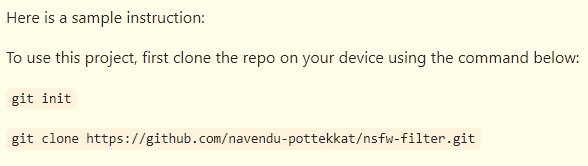 Here is a sample instruction:
To use this project, first clone the repo on your device using the command below:
git init
git clone https://github.com/navendu-pottekkat/nsfw-filter.git